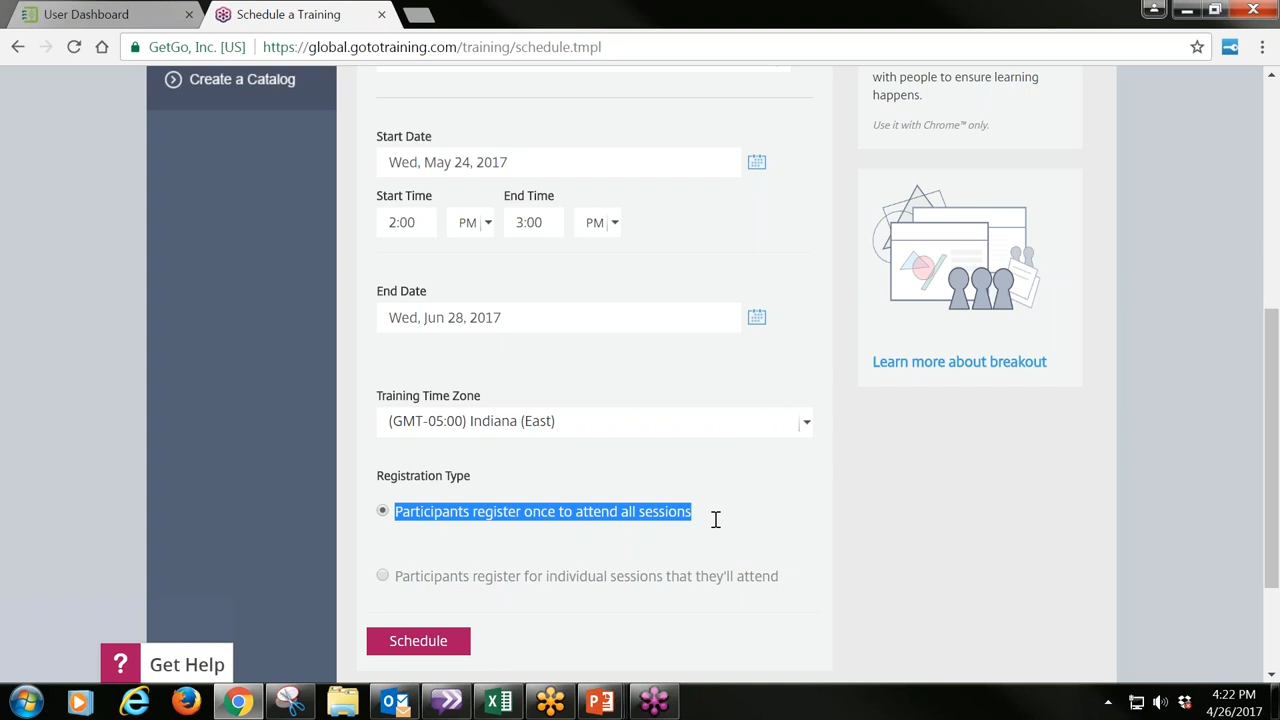 User Dashboard
Schedule a Training
GetGo, Inc. [US]
https://global.gototraining.com/training/schedule.tmpl
Create a Catalog
with people to ensure learning
happens.
Use it with Chrome™ only.
Start Date
Wed, May 24, 2017
Start Time
End Time
2:00
PM
3:00
PM
End Date
Wed, Jun 28, 2017
Learn more about breakout
Training Time Zone
(GMT-05:00) Indiana (East)
Registration Type
Participants register once to attend all sessions
Participants register for individual sessions that they'll attend
Schedule
? Get Help
4:22 PM
4/26/2017